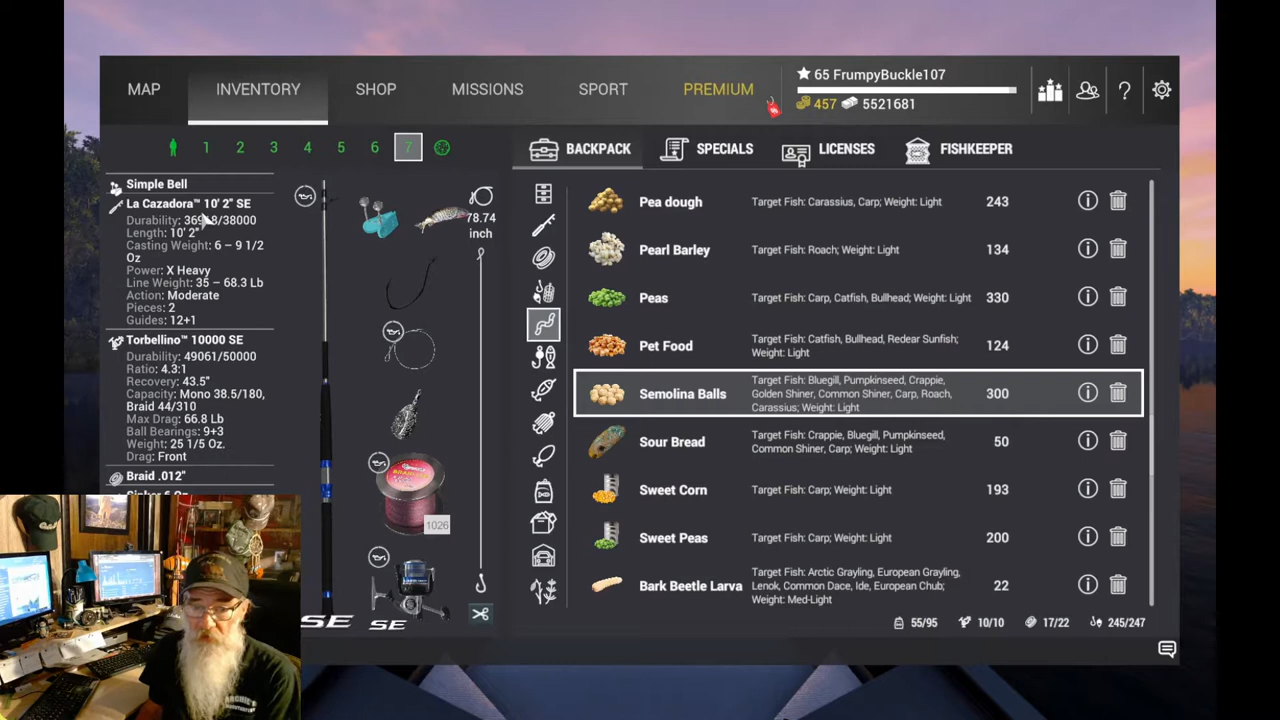 MAP INVENTORY SHOP MISSIONS SPORT PREMIUM
65 FrumpyBuckle107
457 5521681
1 2 3 4 5 6 7
BACKPACK SPECIALS LICENSES FISHKEEPER
Simple Bell
La Cazadora™ 10' 2" SE
Durability: /38000
Length: 10' 2"
Casting Weight: 6 – 9 1/2
Oz
Power: X Heavy
Line Weight: 35 – 68.3 Lb
Action: Moderate
Pieces: 2
Guides: 12+1
Torbellino™ 10000 SE
Durability: 49061/50000
Ratio: 4.3:1
Recovery: 43.5"
Capacity: Mono 38.5/180,
Braid 44/310
Max Drag: 66.8 Lb
Ball Bearings: 9+3
Weight: 25 1/5 Oz.
Drag: Front
Braid .012"
78.74
inch
1026
SE SE
Pea dough Target Fish: Carassius, Carp; Weight: Light 243
Pearl Barley Target Fish: Roach; Weight: Light 134
Peas Target Fish: Carp, Catfish, Bullhead; Weight: Light 330
Pet Food Target Fish: Catfish, Bullhead, Redear Sunfish;
Weight: Light 124
Semolina Balls Target Fish: Bluegill, Pumpkinseed, Crappie,
Golden Shiner, Common Shiner, Carp, Roach,
Carassius; Weight: Light 300
Sour Bread Target Fish: Crappie, Bluegill, Pumpkinseed,
Common Shiner, Carp; Weight: Light 50
Sweet Corn Target Fish: Carp; Weight: Light 193
Sweet Peas Target Fish: Carp; Weight: Light 200
Bark Beetle Larva Target Fish: Arctic Grayling, European Grayling,
Lenok, Common Dace, Ide, European Chub;
Weight: Med-Light 22
55/95 10/10 17/22 245/247